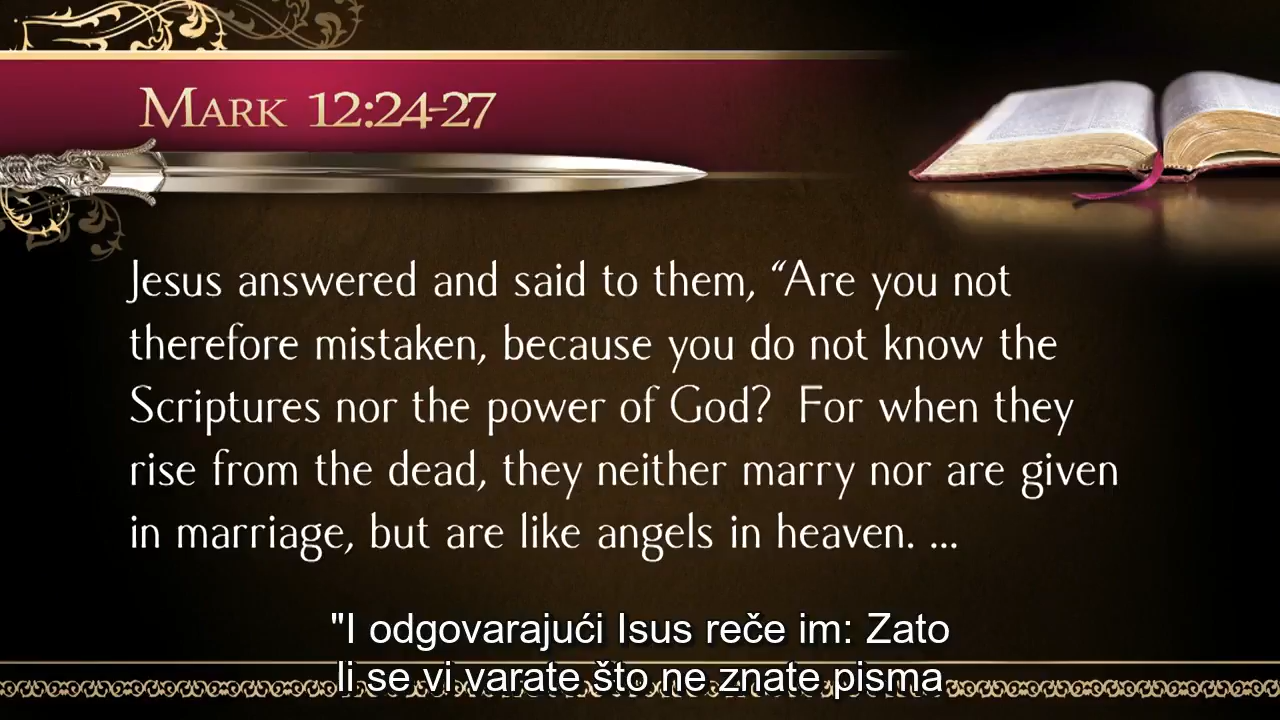 Mark 12:24-27
Jesus answered and said to them, “Are you not
therefore mistaken, because you do not know the
Scriptures nor the power of God?  For when they
rise from the dead, they neither marry nor are given
in marriage, but are like angels in heaven. ...
"I odgovarajući Isus reče im: Zato
li se vi varate što ne znate pisma